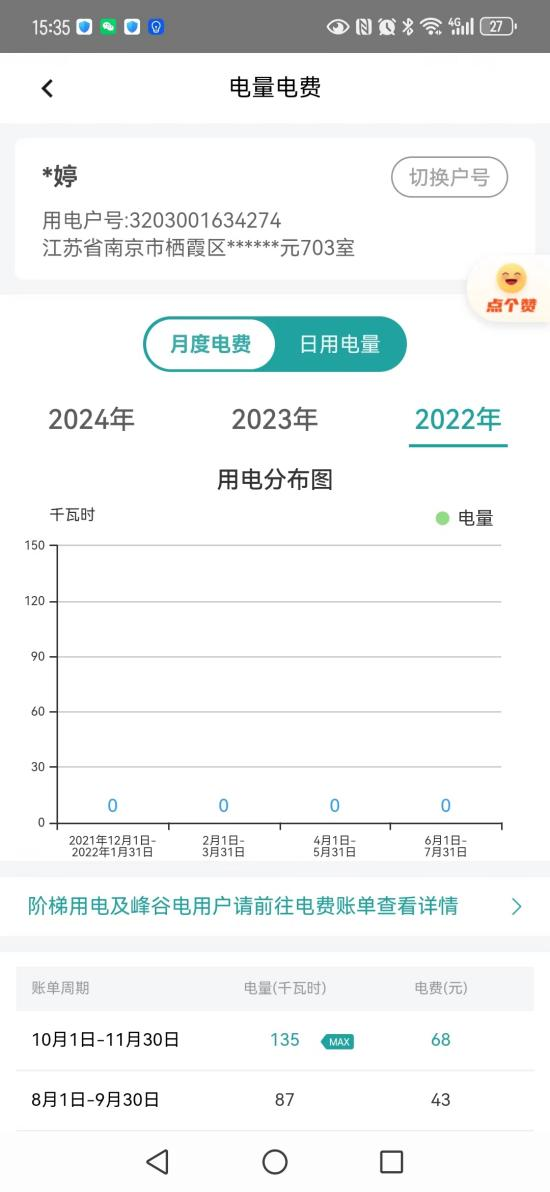 15:35
4G
27
电量电费
*婷
切换户号
用电户号:3203001634274
江苏省南京市栖霞区******元703室
点个赞
月度电费
日用电量
2024年
2023年
2022年
用电分布图
千瓦时
电量
150
120
90
60
30
0
0
0
0
0
2021年12月1日-
2022年1月31日
2月1日-
3月31日
4月1日-
5月31日
6月1日-
7月31日
阶梯用电及峰谷电用户请前往电费账单查看详情
账单周期 电量(千瓦时) 电费(元)
10月1日-11月30日 135 MAX 68
8月1日-9月30日 87 43